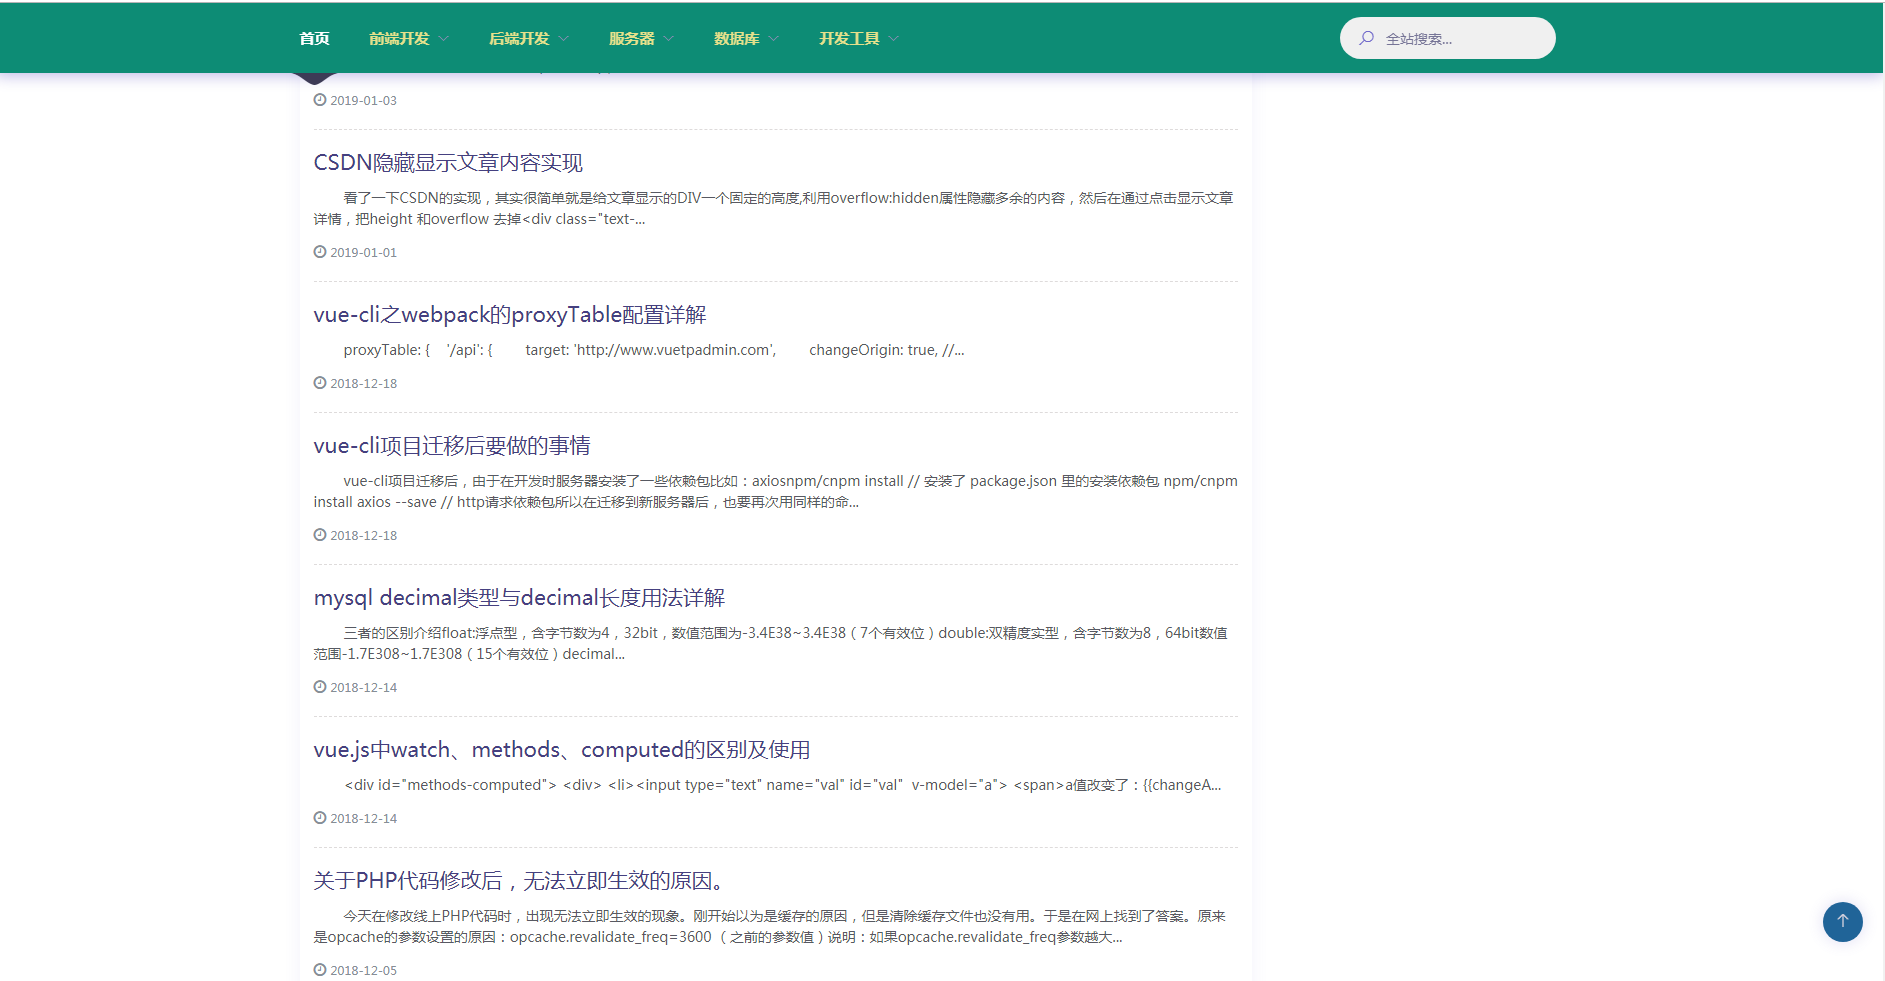 首页 前端开发 后端开发 服务器 数据库 开发工具 全站搜索...
2019-01-03
CSDN隐藏显示文章内容实现
看了一下CSDN的实现，其实很简单就是给文章显示的DIV一个固定的高度,利用overflow:hidden属性隐藏多余的内容，然后在通过点击显示文章
详情，把height 和overflow 去掉<div class="text-...
2019-01-01
vue-cli之webpack的proxyTable配置详解
proxyTable: { '/api': { target: 'http://www.vuetpadmin.com', changeOrigin: true, //...
2018-12-18
vue-cli项目迁移后要做的事情
vue-cli项目迁移后，由于在开发时服务器安装了一些依赖包比如：axiosnpm/cnpm install // 安装了 package.json 里的安装依赖包 npm/cnpm
install axios --save // http请求依赖包所以在迁移到新服务器后，也要再次用同样的命...
2018-12-18
mysql decimal类型与decimal长度用法详解
三者的区别介绍float:浮点型，含字节数为4，32bit，数值范围为-3.4E38~3.4E38（7个有效位）double:双精度实型，含字节数为8，64bit数值
范围-1.7E308~1.7E308（15个有效位）decimal...
2018-12-14
vue.js中watch、methods、computed的区别及使用
<div id="methods-computed"> <div> <li><input type="text" name="val" id="val"  v-model="a"> <span>a值改变了：{{changeA...
2018-12-14
关于PHP代码修改后，无法立即生效的原因。
今天在修改线上PHP代码时，出现无法立即生效的现象。刚开始以为是缓存的原因，但是清除缓存文件也没有用。于是在网上找到了答案。原来
是opcache的参数设置的原因：opcache.revalidate_freq=3600 （之前的参数值）说明：如果opcache.revalidate_freq参数越大...
2018-12-05